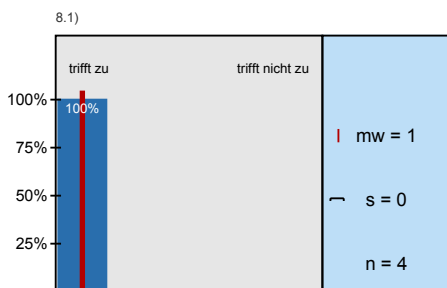 8.1)
trifft zu
trifft nicht zu
100%
100%
75%
50%
25%
mw = 1
s = 0
n = 4